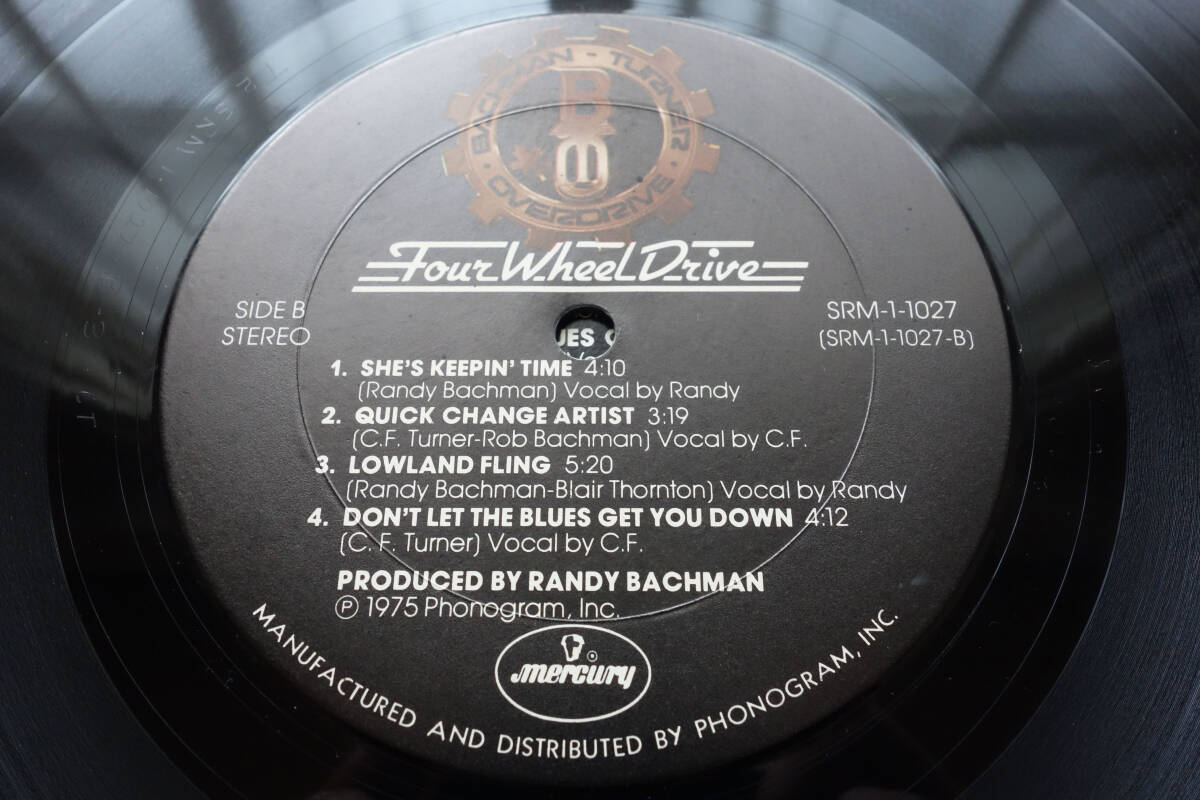 BACHMAN · TURNER
B
TO
OVERDRIVE
Four Wheel Drive
SIDE B
STEREO
SRM-1-1027
(SRM-1-1027-B)
UES
1. SHE'S KEEPIN' TIME 4:10
(Randy Bachman) Vocal by Randy
2. QUICK CHANGE ARTIST 3:19
(C.F. Turner-Rob Bachman) Vocal by C.F.
3. LOWLAND FLING 5:20
(Randy Bachman-Blair Thornton) Vocal by Randy
4. DON'T LET THE BLUES GET YOU DOWN 4:12
(C. F. Turner) Vocal by C.F.
PRODUCED BY RANDY BACHMAN
℗ 1975 Phonogram, Inc.
mercury
MANUFACTURED AND DISTRIBUTED BY PHONOGRAM, INC.